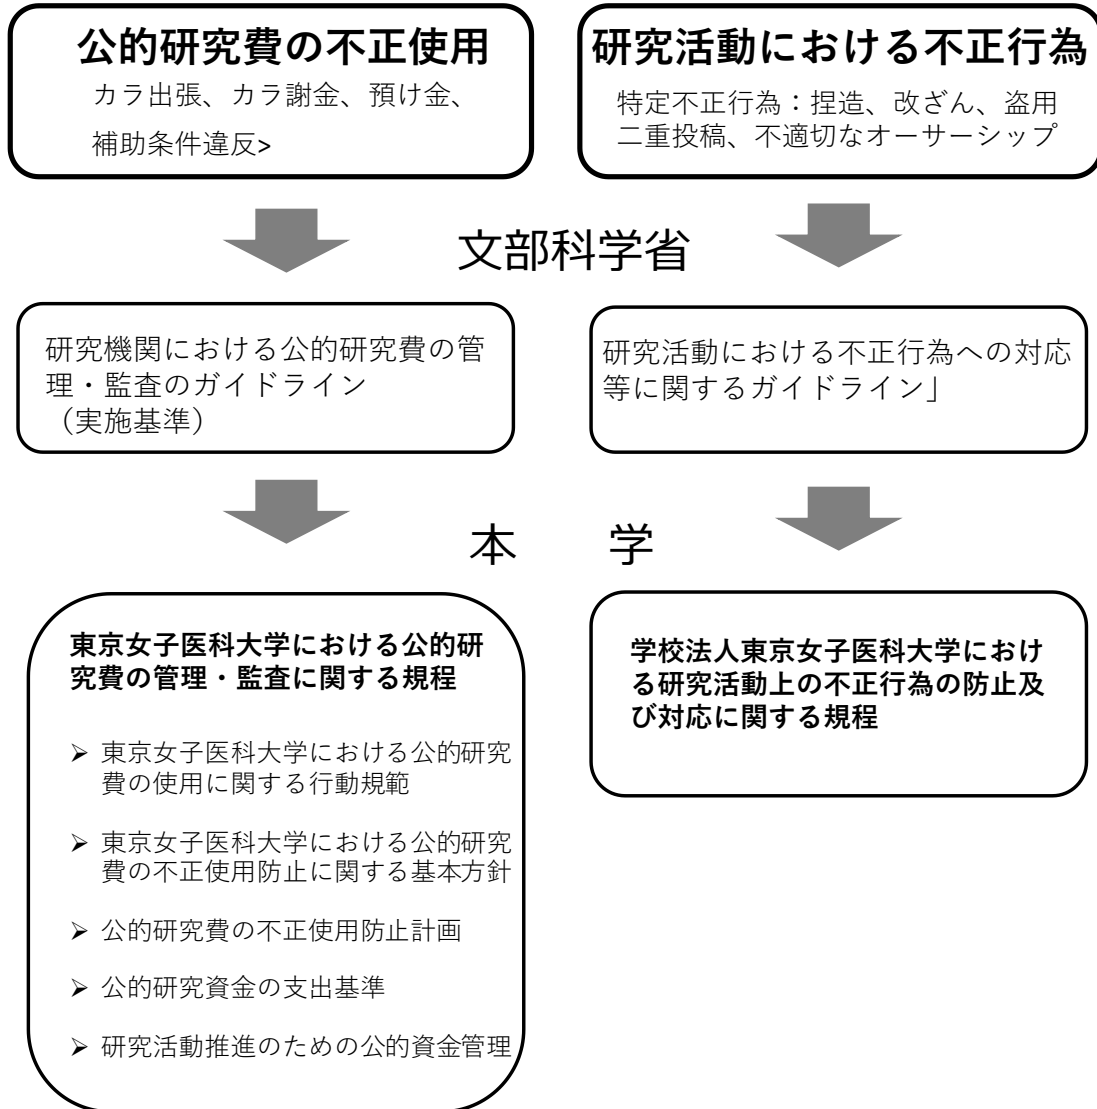 公的研究費の不正使用
カラ出張、カラ謝金、預け金、
補助条件違反>
研究活動における不正行為
特定不正行為：捏造、改ざん、盗用
二重投稿、不適切なオーサーシップ
文部科学省
研究機関における公的研究費の管
理・監査のガイドライン
（実施基準）
研究活動における不正行為への対応
等に関するガイドライン」
本　学
東京女子医科大学における公的研
究費の管理・監査に関する規程
➢ 東京女子医科大学における公的研究
費の使用に関する行動規範
➢ 東京女子医科大学における公的研究
費の不正使用防止に関する基本方針
➢ 公的研究費の不正使用防止計画
➢ 公的研究資金の支出基準
➢ 研究活動推進のための公的資金管理
学校法人東京女子医科大学におけ
る研究活動上の不正行為の防止及
び対応に関する規程